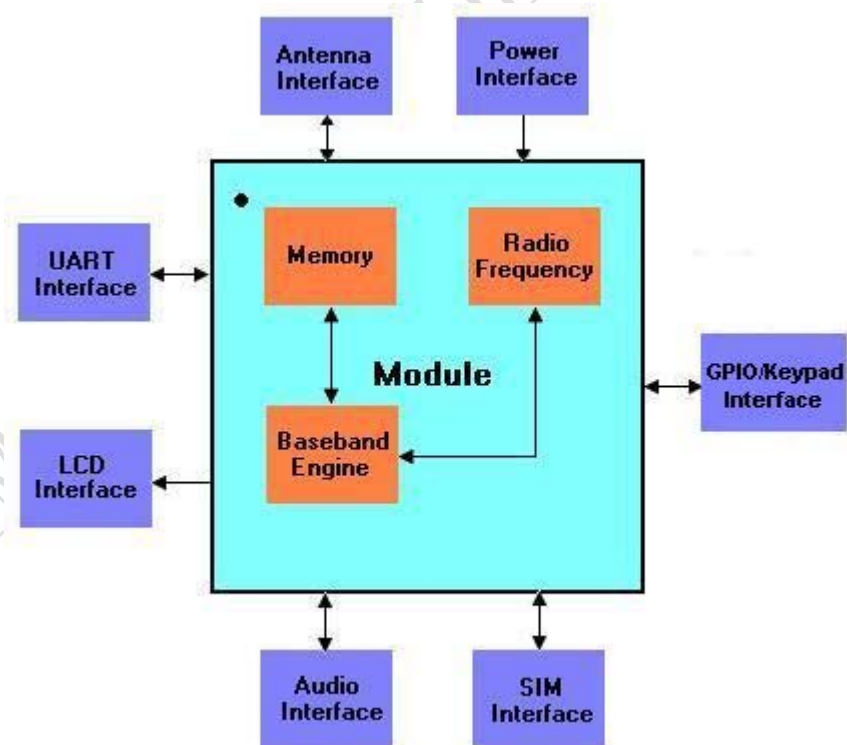 Antenna
Interface
Power
Interface
UART
Interface
Memory
Radio
Frequency
Module
GPIO/Keypad
Interface
Baseband
Engine
LCD
Interface
Audio
Interface
SIM
Interface